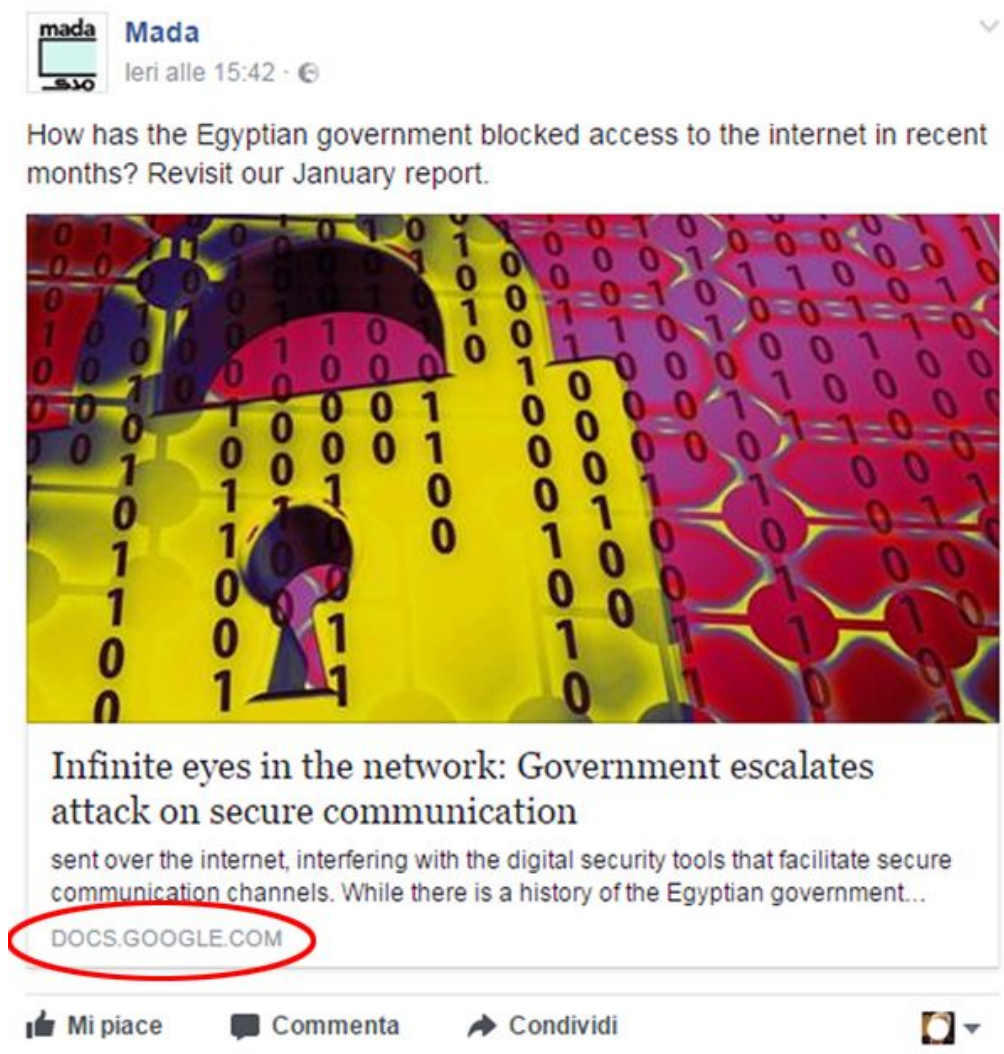 mada
مدى
Mada
Ieri alle 15:42 ·
How has the Egyptian government blocked access to the internet in recent
months? Revisit our January report.
Infinite eyes in the network: Government escalates
attack on secure communication
sent over the internet, interfering with the digital security tools that facilitate secure
communication channels. While there is a history of the Egyptian government...
DOCS.GOOGLE.COM
Mi piace Commenta Condividi